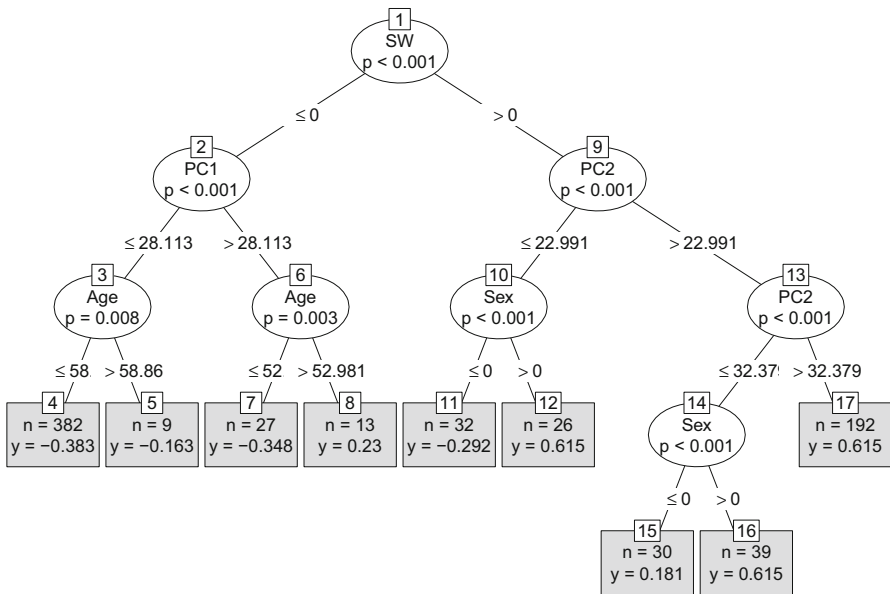 1
SW
p < 0.001
≤ 0
> 0
2
PC1
p < 0.001
9
PC2
p < 0.001
≤ 28.113
> 28.113
≤ 22.991
> 22.991
3
Age
p = 0.008
6
Age
p = 0.003
10
Sex
p < 0.001
13
PC2
p < 0.001
≤ 58.
> 58.86
≤ 52
> 52.981
≤ 0
> 0
≤ 32.379
> 32.379
4
n = 382
y = −0.383
5
n = 9
y = −0.163
7
n = 27
y = −0.348
8
n = 13
y = 0.23
11
n = 32
y = −0.292
12
n = 26
y = 0.615
14
Sex
p < 0.001
17
n = 192
y = 0.615
≤ 0
> 0
15
n = 30
y = 0.181
16
n = 39
y = 0.615